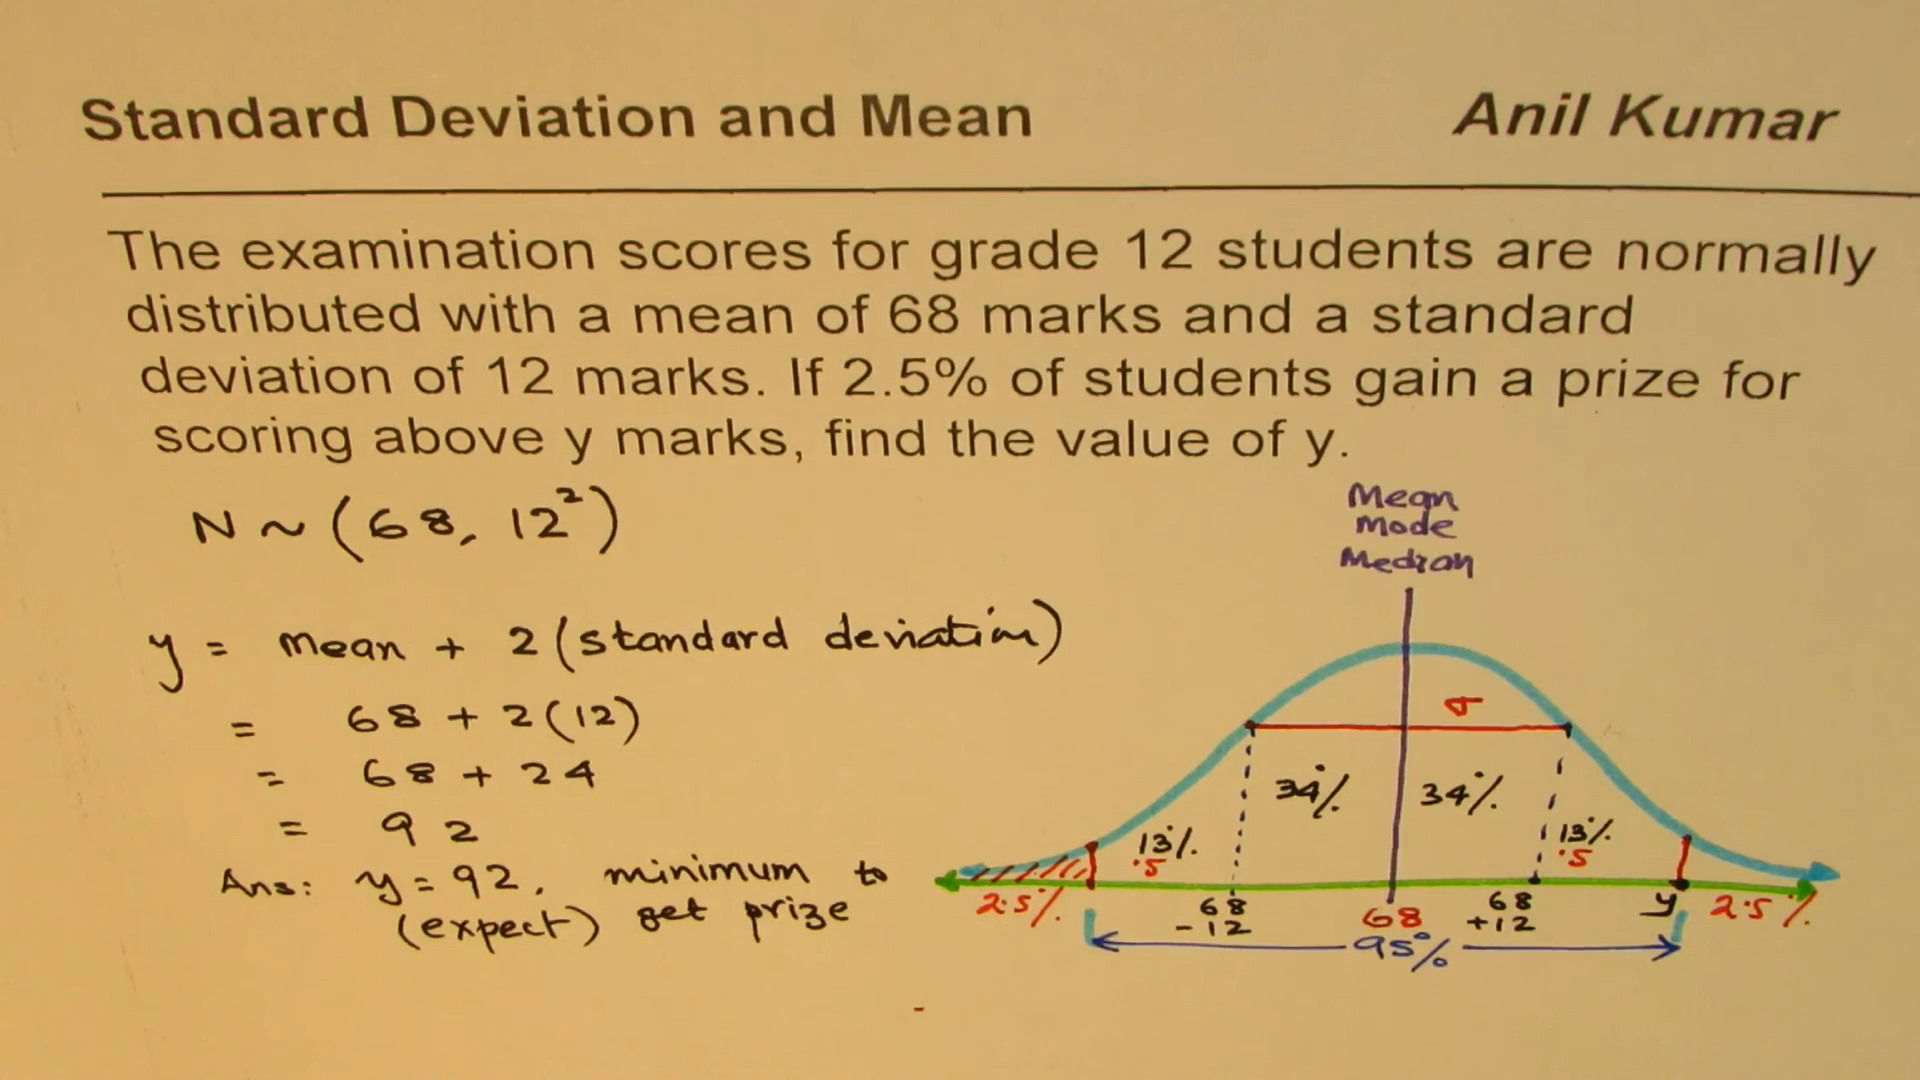 Standard Deviation and Mean
Anil Kumar
The examination scores for grade 12 students are normally
distributed with a mean of 68 marks and a standard
deviation of 12 marks. If 2.5% of students gain a prize for
scoring above y marks, find the value of y.
N ~ (68, 12²)
y = mean + 2 (standard deviation)
= 68 + 2(12)
= 68 + 24
= 92
Ans: y = 92, minimum to
(expect) get prize
Mean
Mode
Median
σ
34% 34%
13% 13%
.5 .5
2.5% 68 68 68 y 2.5%
-12 +12
95%